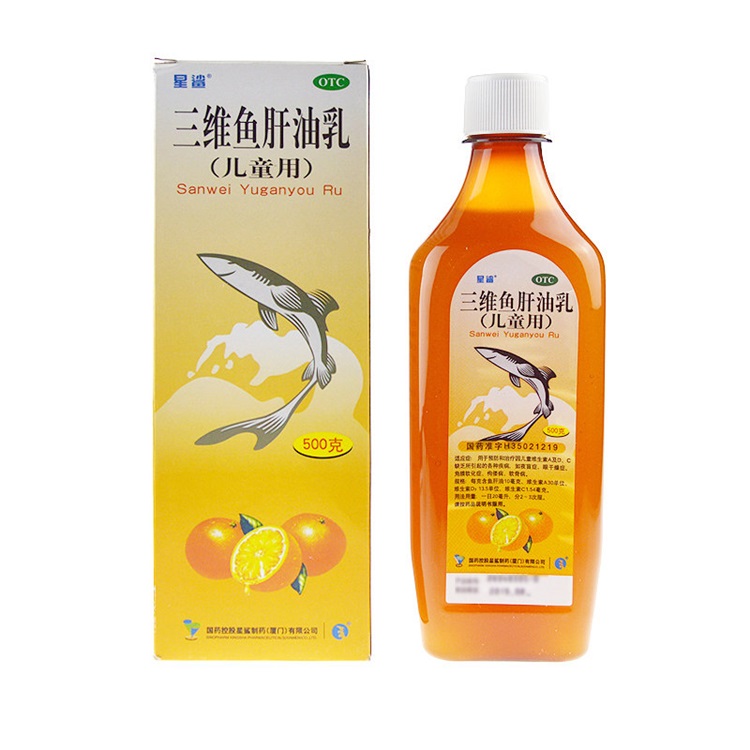 星鲨®
OTC
三维鱼肝油乳
(儿童用)
Sanwei Yuganyou Ru
500克
国药控股星鲨制药(厦门)有限公司
星鲨®
OTC
三维鱼肝油乳
(儿童用)
Sanwei Yuganyou Ru
500克
国药准字H35021219
适应症: 用于预防和治疗因儿童维生素A及D、C
缺乏所引起的各种疾病, 如夜盲症, 眼干燥症,
角膜软化症, 佝偻病, 软骨病。
规格: 每克含鱼肝油10毫克, 维生素A30单位,
维生素D₂ 13.5单位, 维生素C1.54毫克。
用法用量: 一日20毫升, 分2-3次服。
请按药品说明书服用。
国药控股星鲨制药(厦门)有限公司